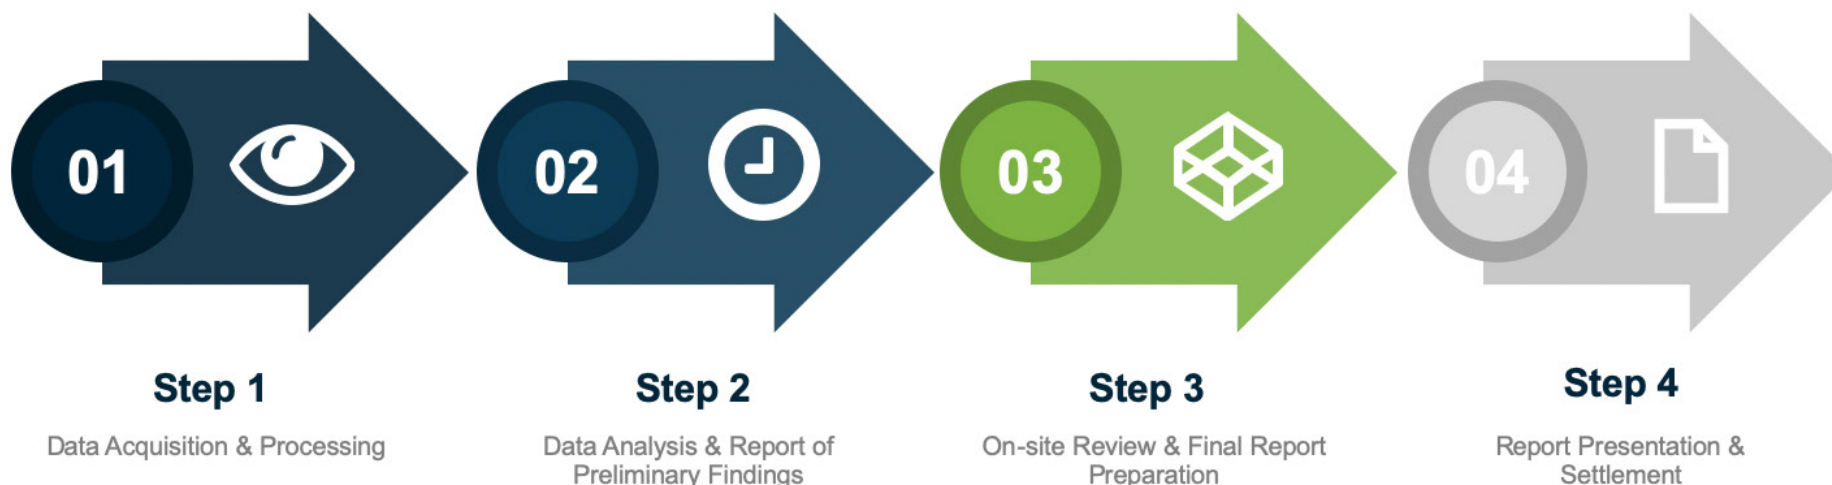 01
02
03
04
Step 1
Data Acquisition & Processing
Step 2
Data Analysis & Report of
Preliminary Findings
Step 3
On-site Review & Final Report
Preparation
Step 4
Report Presentation &
Settlement